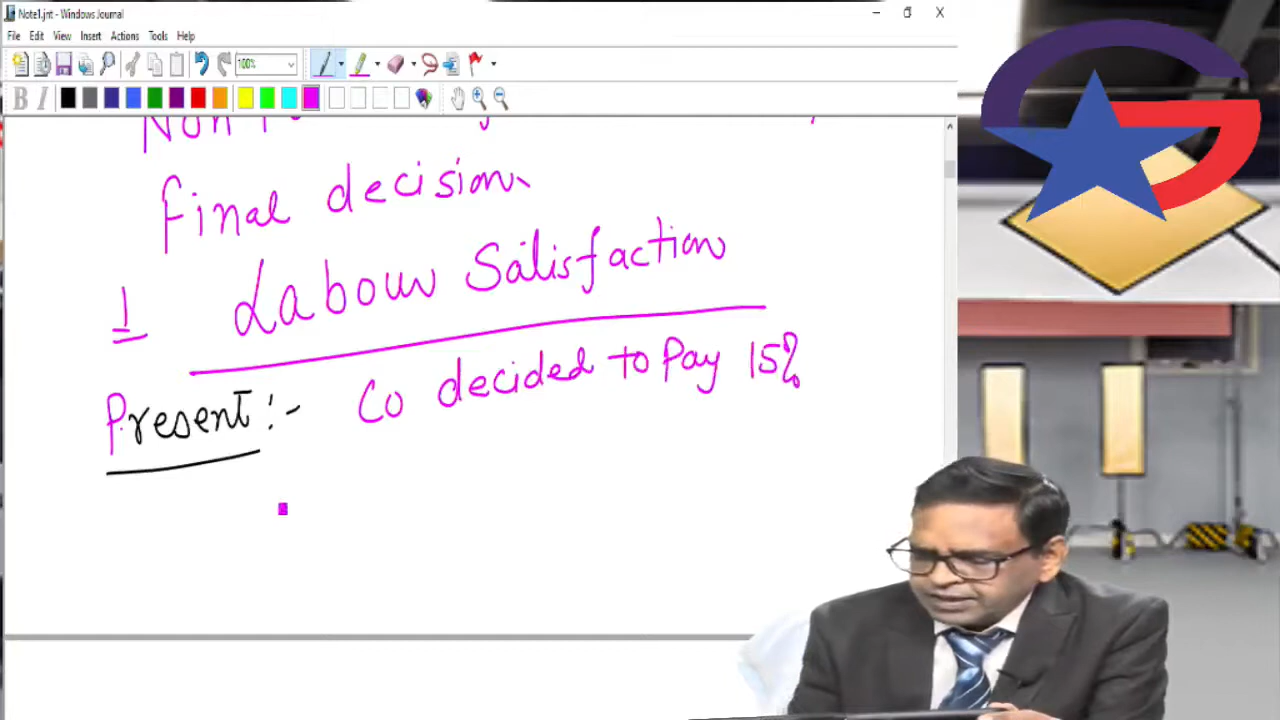 Note1.jnt - Windows Journal
File Edit View Insert Actions Tools Help
100%
B I
Final decision
1 Labour Satisfaction
Present :- Co decided to Pay 15%